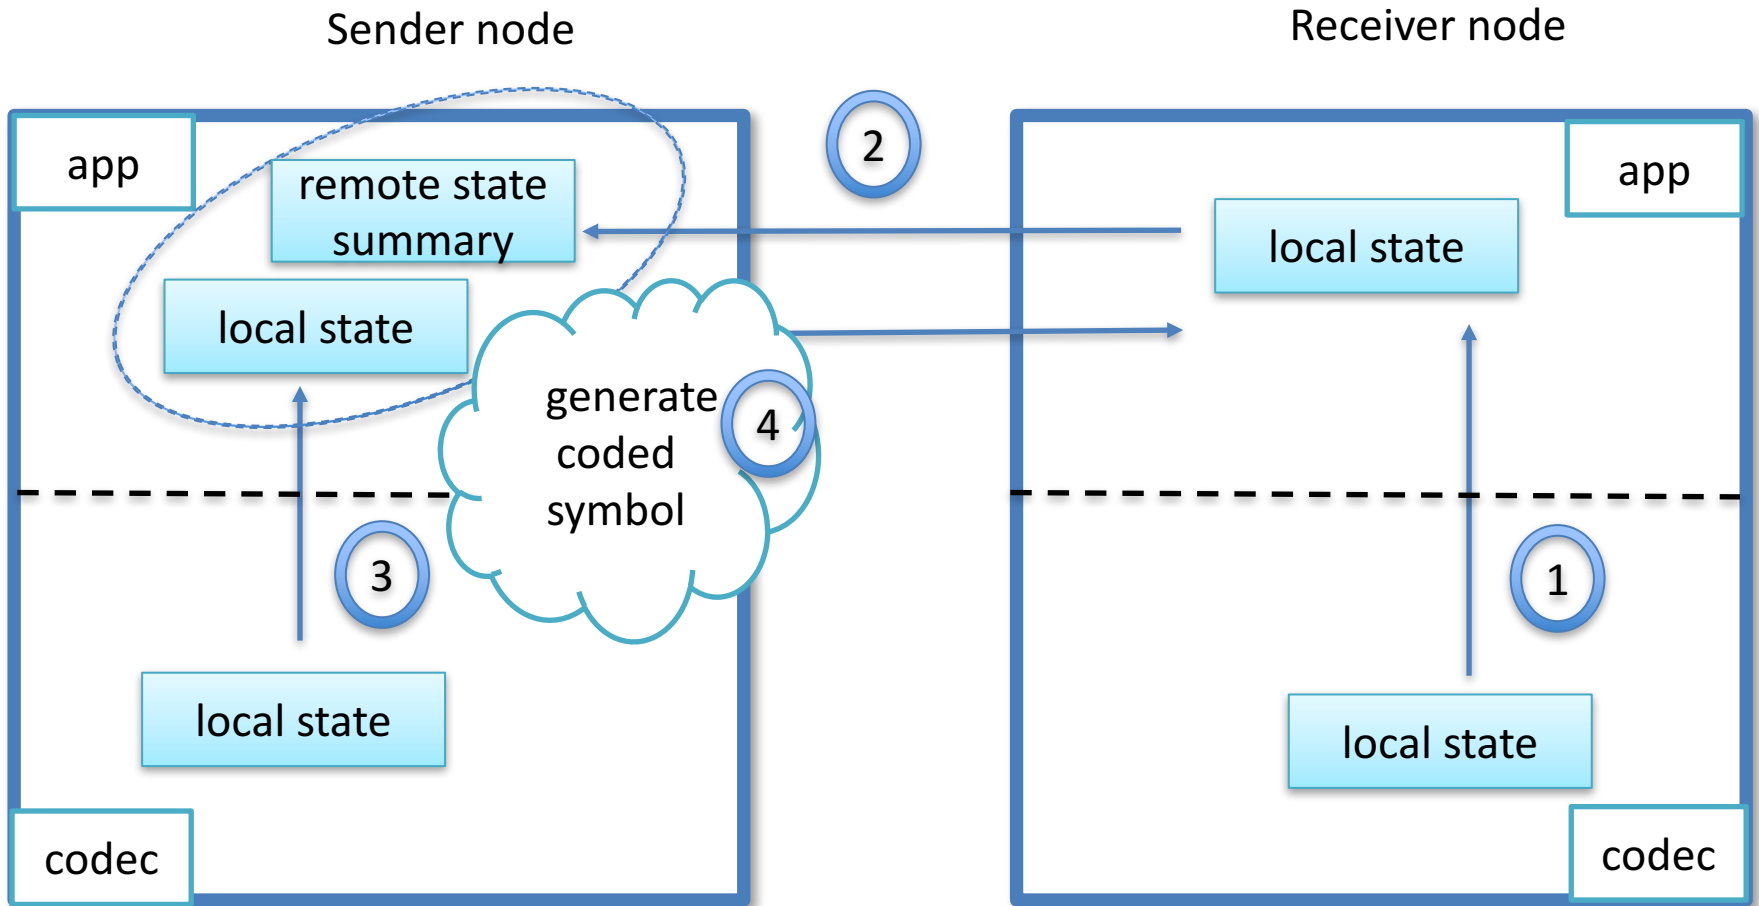 Sender node
Receiver node
app
remote state
summary
local state
2
app
local state
generate
coded
symbol
4
3
1
local state
local state
codec
codec